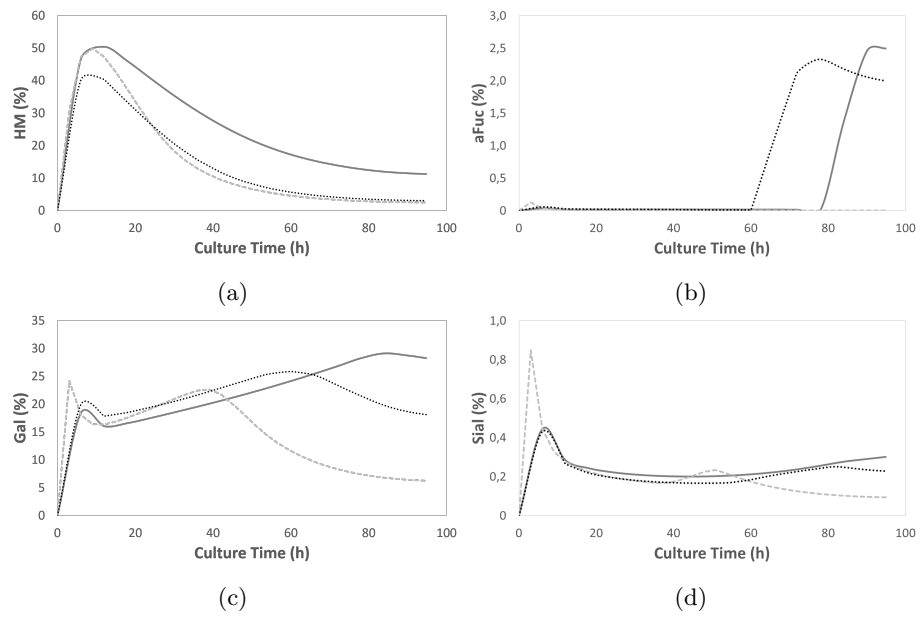 60
50
40
30
20
10
0
HM (%)
0 20 40 60 80 100
Culture Time (h)
(a)
3,0
2,5
2,0
1,5
1,0
0,5
0
aFuc (%)
0 20 40 60 80 100
Culture Time (h)
(b)
35
30
25
20
15
10
5
0
Gal (%)
0 20 40 60 80 100
Culture Time (h)
(c)
1,0
0,8
0,6
0,4
0,2
0
Sial (%)
0 20 40 60 80 100
Culture Time (h)
(d)